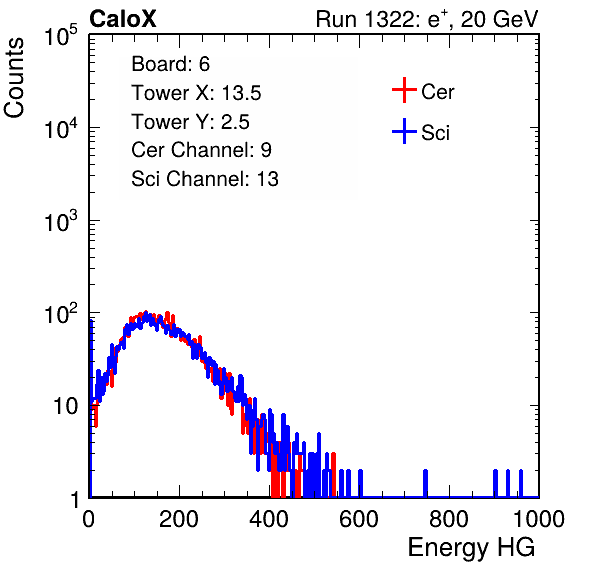 CaloX Run 1322: e⁺, 20 GeV
Counts
10⁵
10⁴
10³
10²
10
1
Board: 6
Tower X: 13.5
Tower Y: 2.5
Cer Channel: 9
Sci Channel: 13
Cer
Sci
0 200 400 600 800 1000
Energy HG